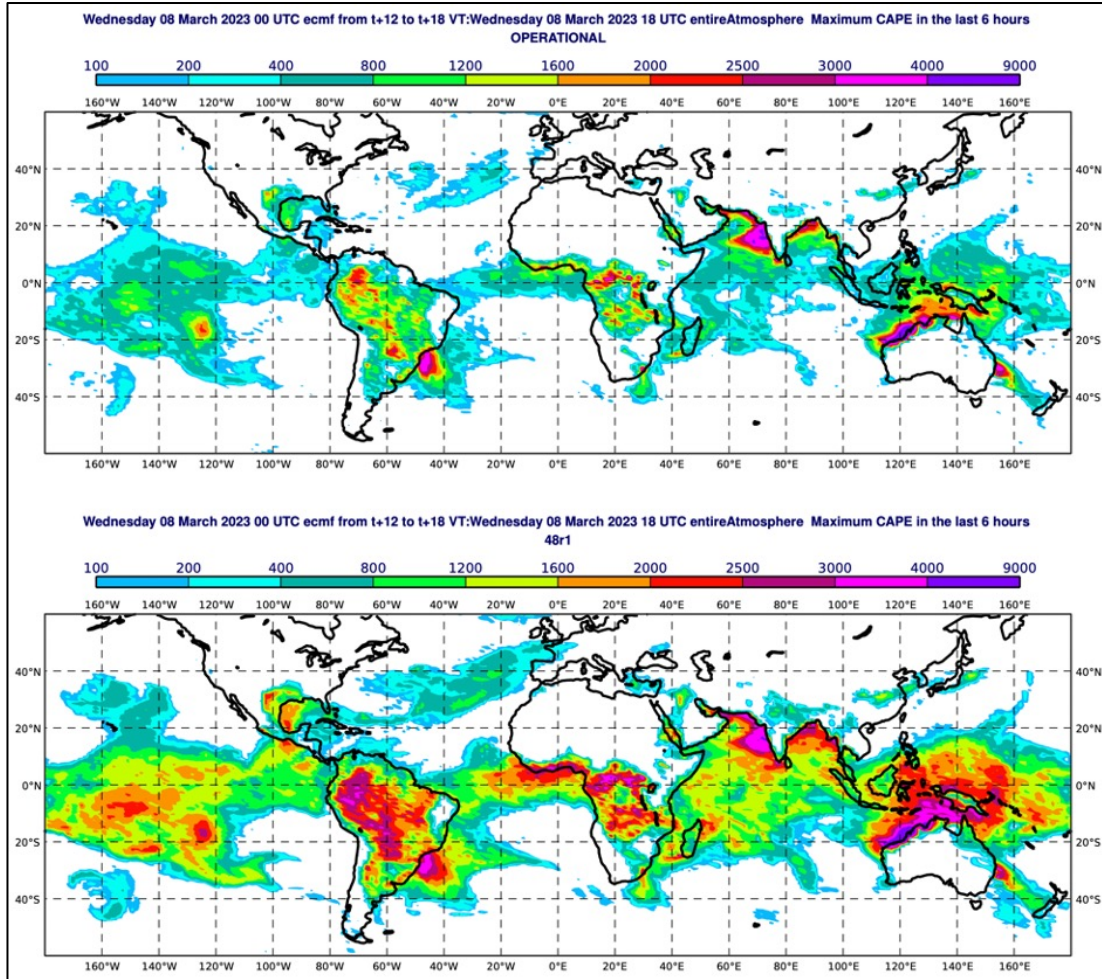 Wednesday 08 March 2023 00 UTC ecmf from t+12 to t+18 VT:Wednesday 08 March 2023 18 UTC entireAtmosphere Maximum CAPE in the last 6 hours
OPERATIONAL
100 200 400 800 1200 1600 2000 2500 3000 4000 9000
160°W 140°W 120°W 100°W 80°W 60°W 40°W 20°W 0°E 20°E 40°E 60°E 80°E 100°E 120°E 140°E 160°E
40°N 40°N
20°N 20°N
0°N 0°N
20°S 20°S
40°S 40°S
160°W 140°W 120°W 100°W 80°W 60°W 40°W 20°W 0°E 20°E 40°E 60°E 80°E 100°E 120°E 140°E 160°E
Wednesday 08 March 2023 00 UTC ecmf from t+12 to t+18 VT:Wednesday 08 March 2023 18 UTC entireAtmosphere Maximum CAPE in the last 6 hours
48r1
100 200 400 800 1200 1600 2000 2500 3000 4000 9000
160°W 140°W 120°W 100°W 80°W 60°W 40°W 20°W 0°E 20°E 40°E 60°E 80°E 100°E 120°E 140°E 160°E
40°N 40°N
20°N 20°N
0°N 0°N
20°S 20°S
40°S 40°S
160°W 140°W 120°W 100°W 80°W 60°W 40°W 20°W 0°E 20°E 40°E 60°E 80°E 100°E 120°E 140°E 160°E